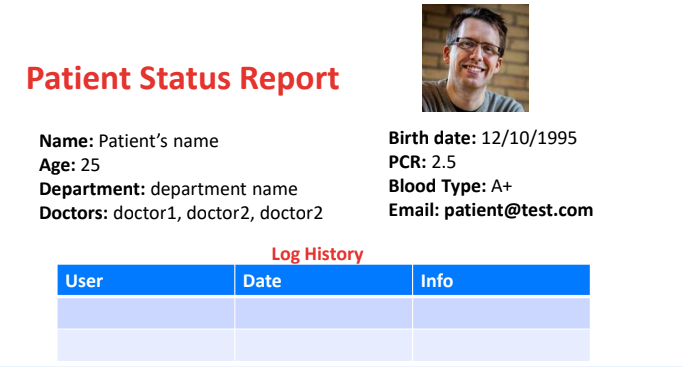 Patient Status Report
Name: Patient’s name
Age: 25
Department: department name
Doctors: doctor1, doctor2, doctor2
Birth date: 12/10/1995
PCR: 2.5
Blood Type: A+
Email: patient@test.com
Log History
User Date Info